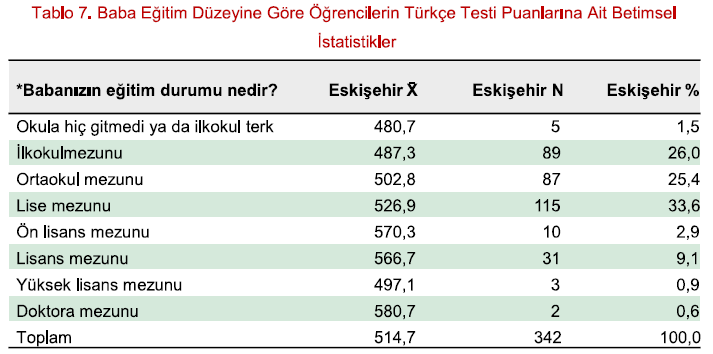 Tablo 7. Baba Eğitim Düzeyine Göre Öğrencilerin Türkçe Testi Puanlarına Ait Betimsel
İstatistikler
*Babanızın eğitim durumu nedir? Eskişehir X̄ Eskişehir N Eskişehir %
Okula hiç gitmedi ya da ilkokul terk 480,7 5 1,5
İlkokulmezunu 487,3 89 26,0
Ortaokul mezunu 502,8 87 25,4
Lise mezunu 526,9 115 33,6
Ön lisans mezunu 570,3 10 2,9
Lisans mezunu 566,7 31 9,1
Yüksek lisans mezunu 497,1 3 0,9
Doktora mezunu 580,7 2 0,6
Toplam 514,7 342 100,0